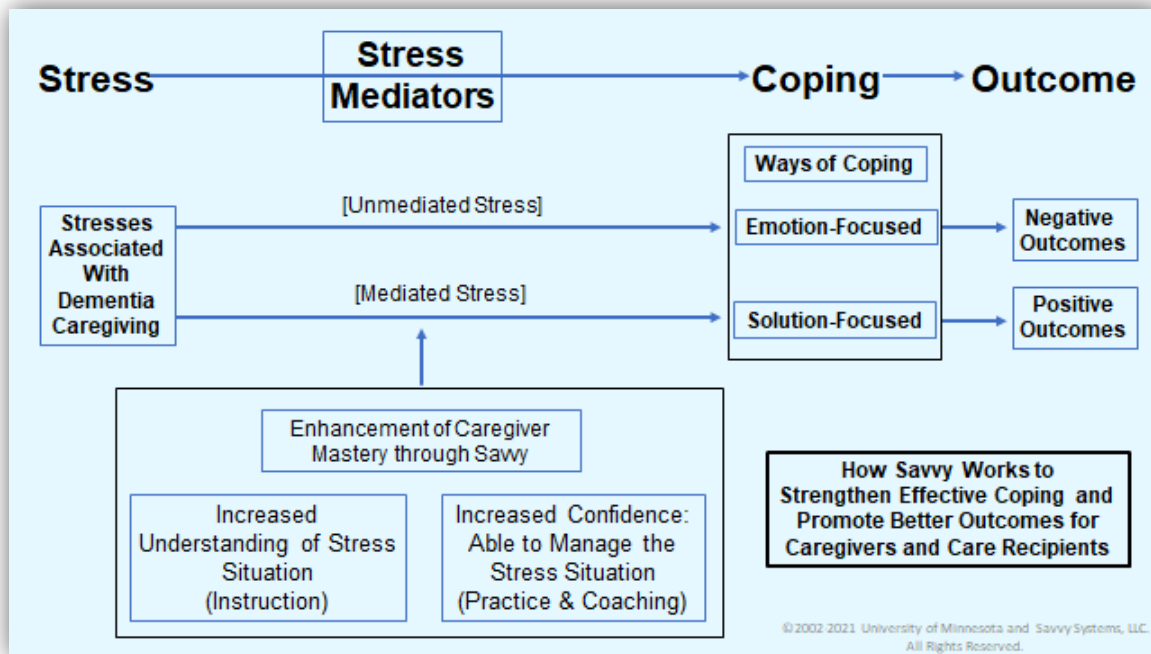 Stress
Stress
Mediators
Coping
Outcome
Ways of Coping
Stresses
Associated
With
Dementia
Caregiving
[Unmediated Stress]
Emotion-Focused
Negative
Outcomes
[Mediated Stress]
Solution-Focused
Positive
Outcomes
Enhancement of Caregiver
Mastery through Savvy
Increased
Understanding of Stress
Situation
(Instruction)
Increased Confidence:
Able to Manage the
Stress Situation
(Practice & Coaching)
How Savvy Works to
Strengthen Effective Coping and
Promote Better Outcomes for
Caregivers and Care Recipients
©2002-2021 University of Minnesota and Savvy Systems, LLC.
All Rights Reserved.